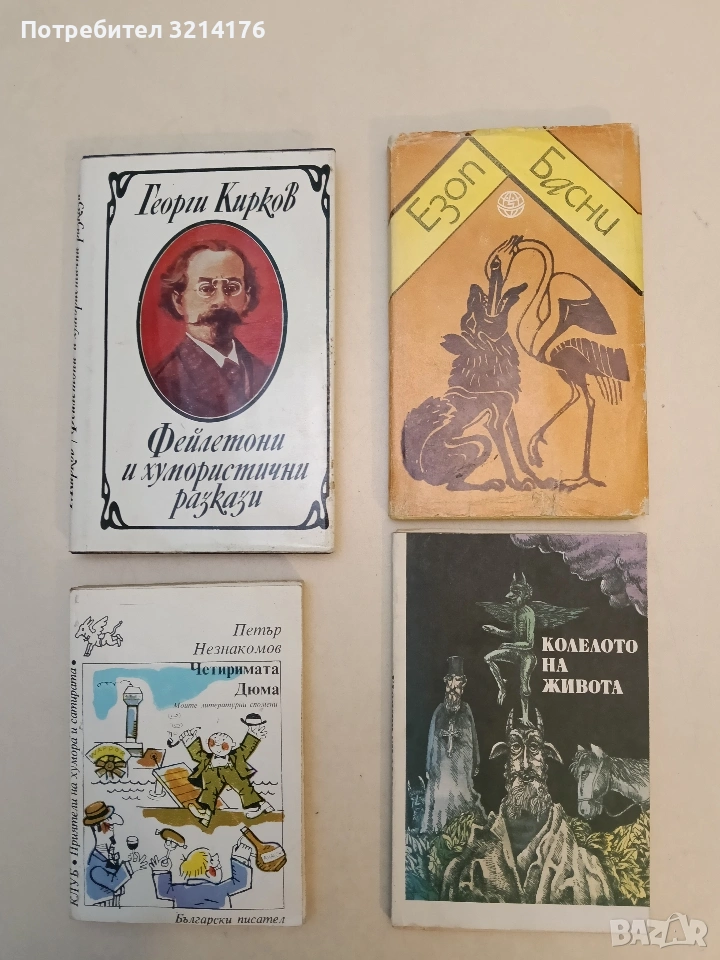 Потребител 3214176
Георги Кирков
Фейлетони
и хумористични
разкази
Езоп
Басни
Петър
Незнакомов
Четиримата
Дюма
Моите литературни спомени
КЛУБ • Приятели на хумора и сатирата •
Български писател
КОЛЕЛОТО
НА
ЖИВОТА
BAZAR